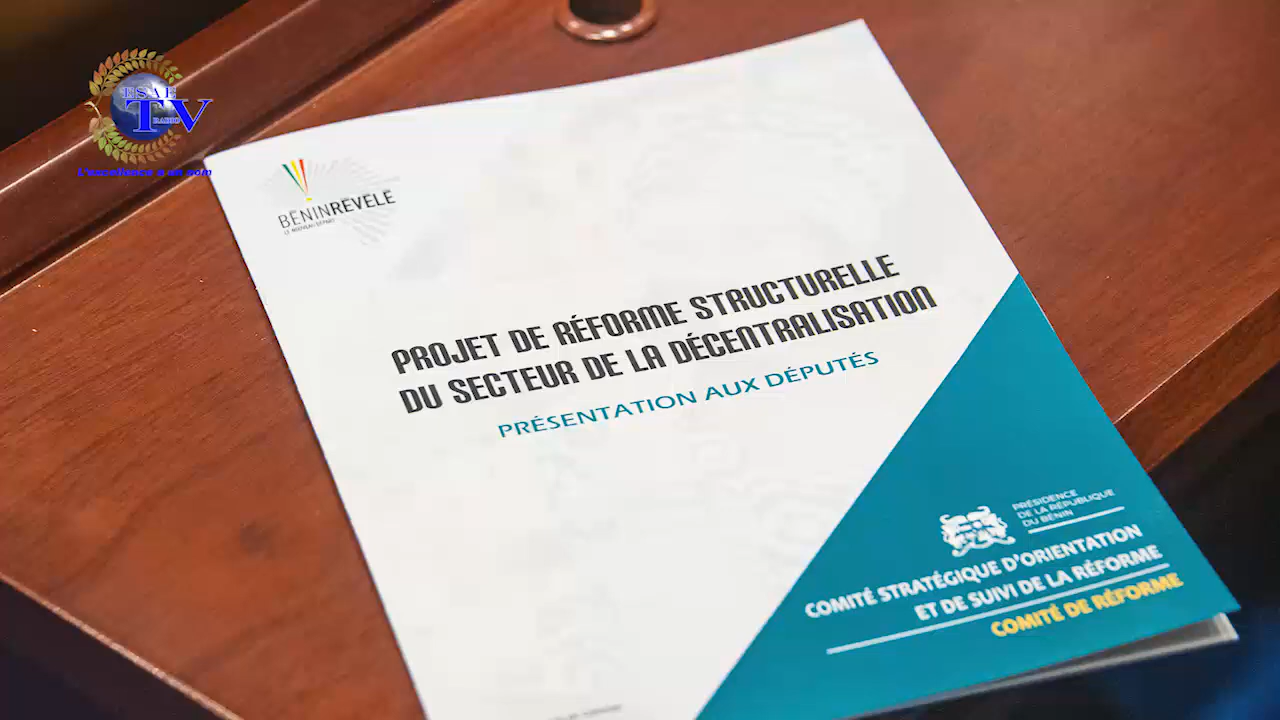 ESAE
TV
RADIO
L'excellence a un nom
BÉNINRÉVÉLÉ
LE NOUVEAU DÉPART
PROJET DE RÉFORME STRUCTURELLE
DU SECTEUR DE LA DÉCENTRALISATION
PRÉSENTATION AUX DÉPUTÉS
PRÉSIDENCE
DE LA RÉPUBLIQUE
DU BÉNIN
COMITÉ STRATÉGIQUE D'ORIENTATION
ET DE SUIVI DE LA RÉFORME
COMITÉ DE RÉFORME